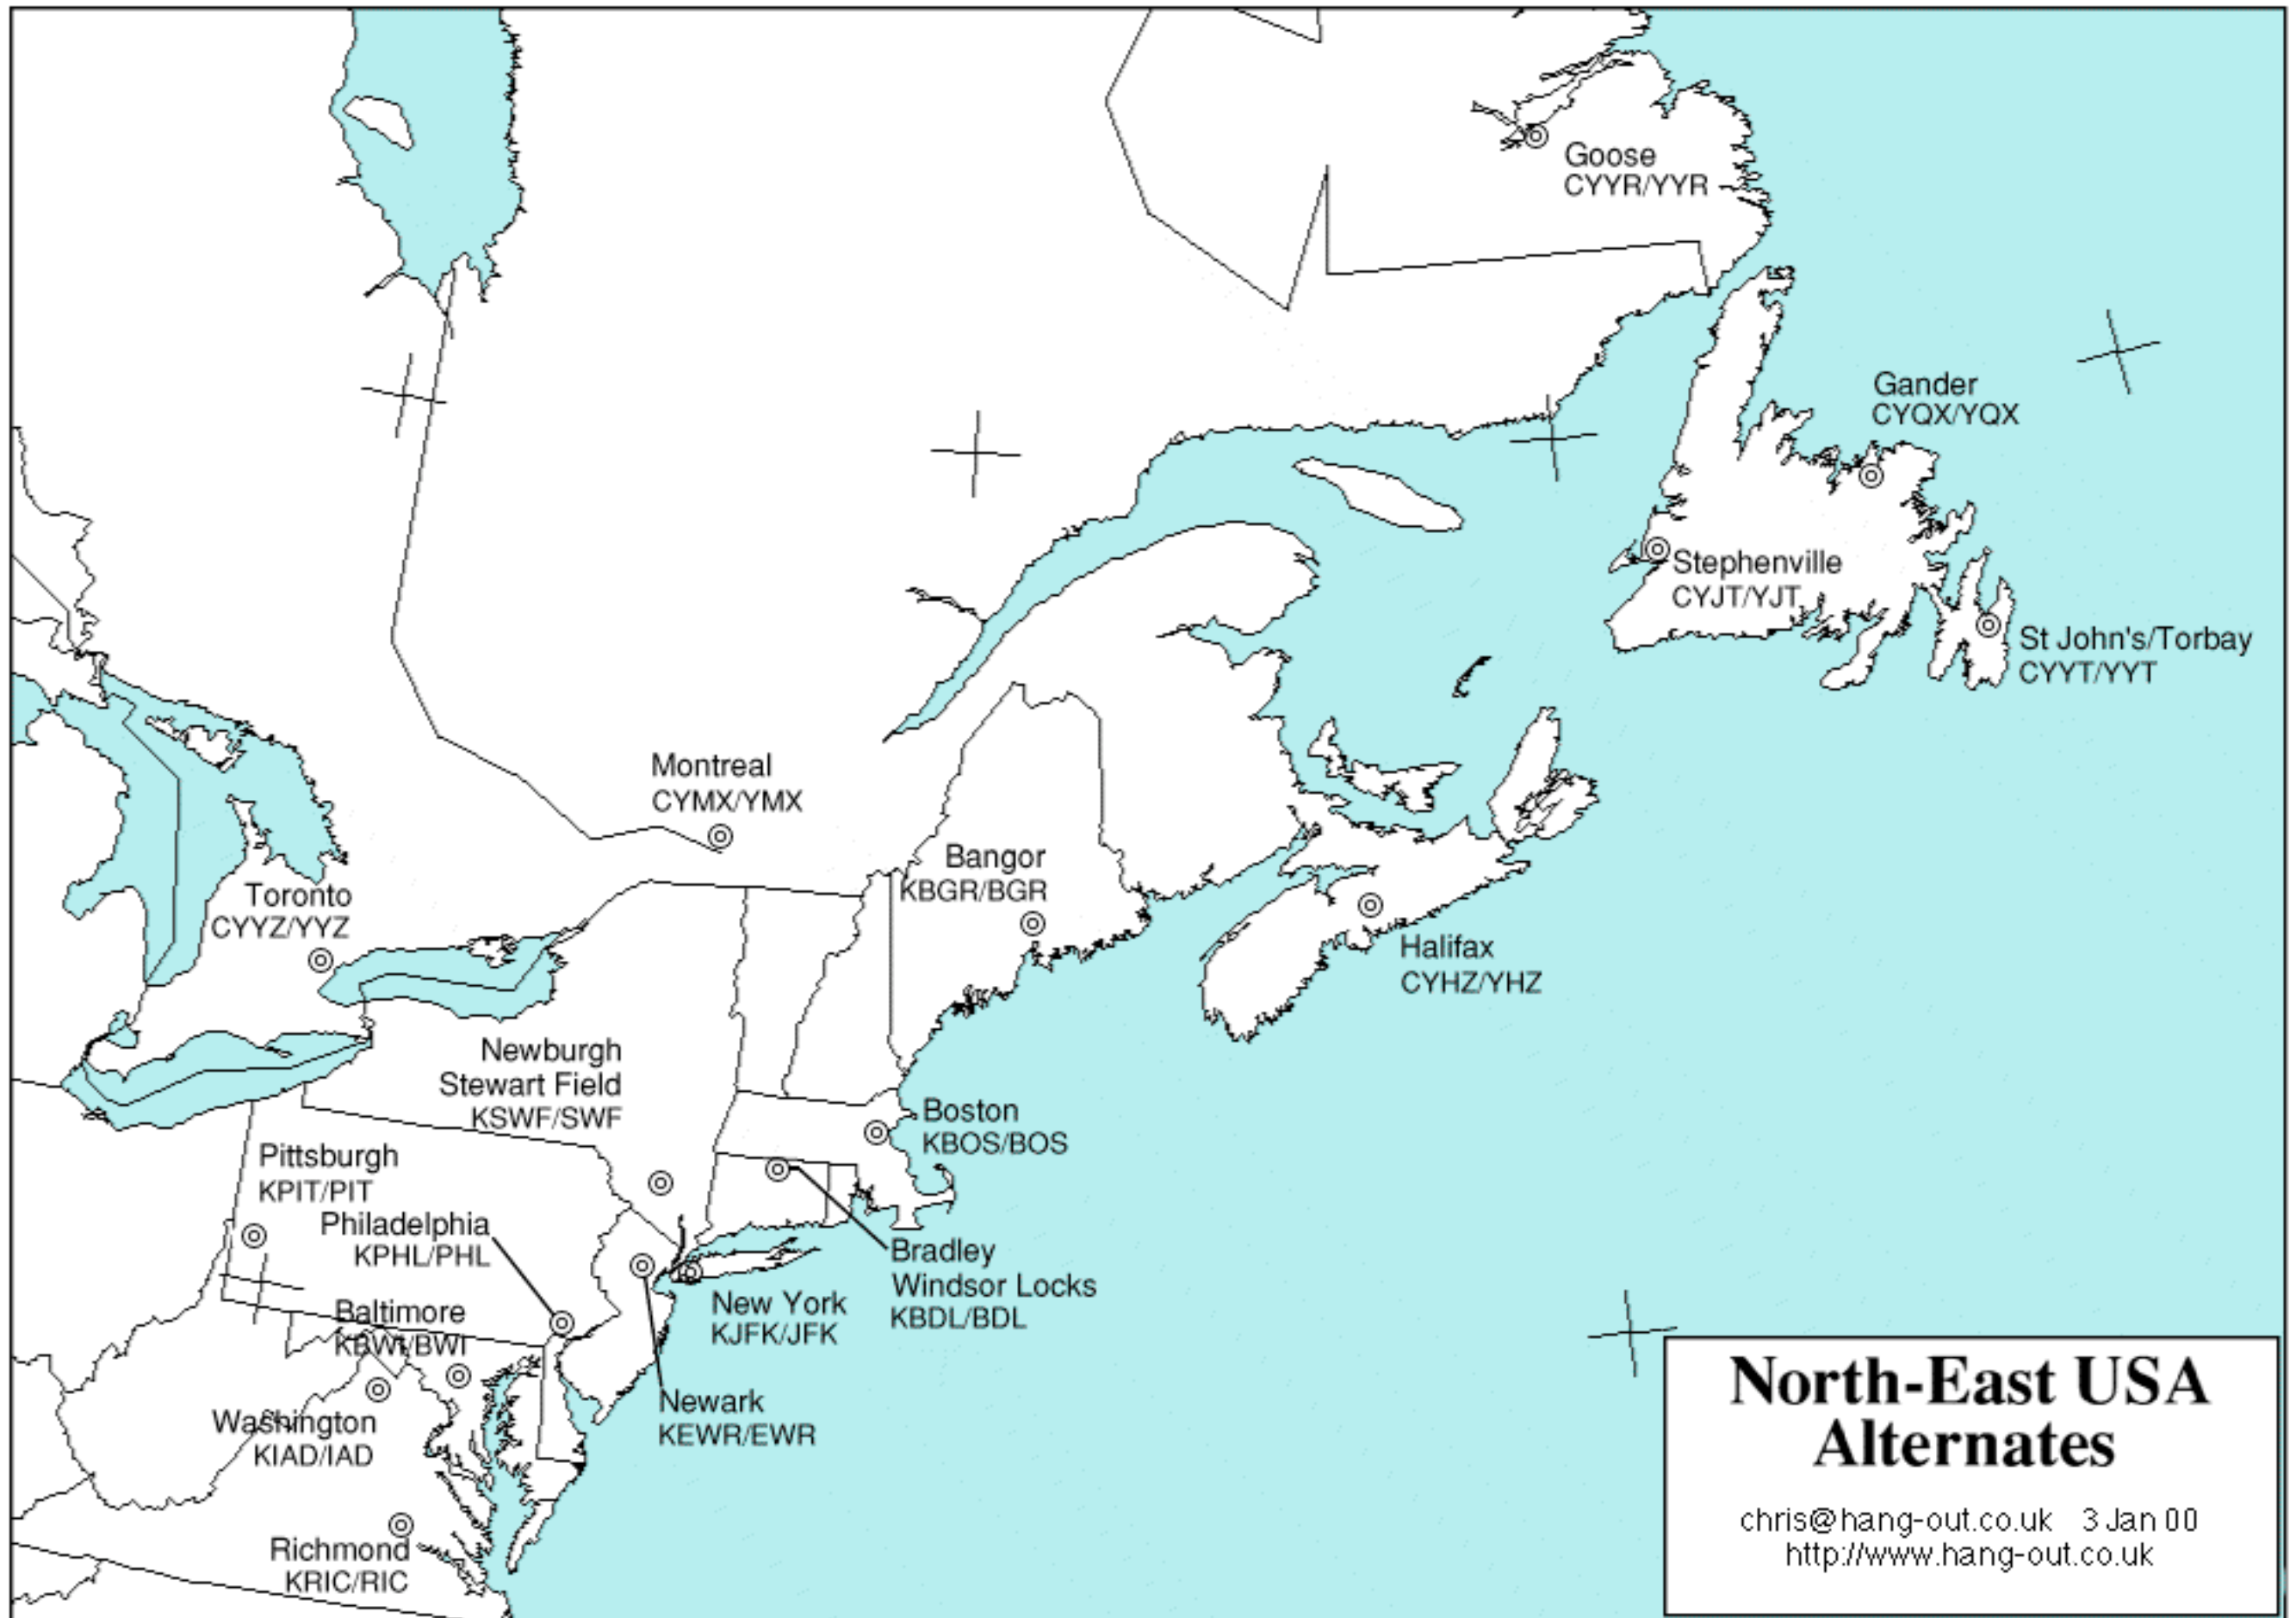 Goose
CYYR/YYR
Gander
CYQX/YQX
Stephenville
CYJT/YJT
St John's/Torbay
CYYT/YYT
Montreal
CYMX/YMX
Bangor
KBGR/BGR
Toronto
CYYZ/YYZ
Halifax
CYHZ/YHZ
Newburgh
Stewart Field
KSWF/SWF
Boston
KBOS/BOS
Pittsburgh
KPIT/PIT
Philadelphia
KPHL/PHL
Bradley
Windsor Locks
KBDL/BDL
New York
KJFK/JFK
Baltimore
KBWI/BWI
Newark
KEWR/EWR
Washington
KIAD/IAD
Richmond
KRIC/RIC
North-East USA
Alternates
chris@hang-out.co.uk 3 Jan 00
http://www.hang-out.co.uk